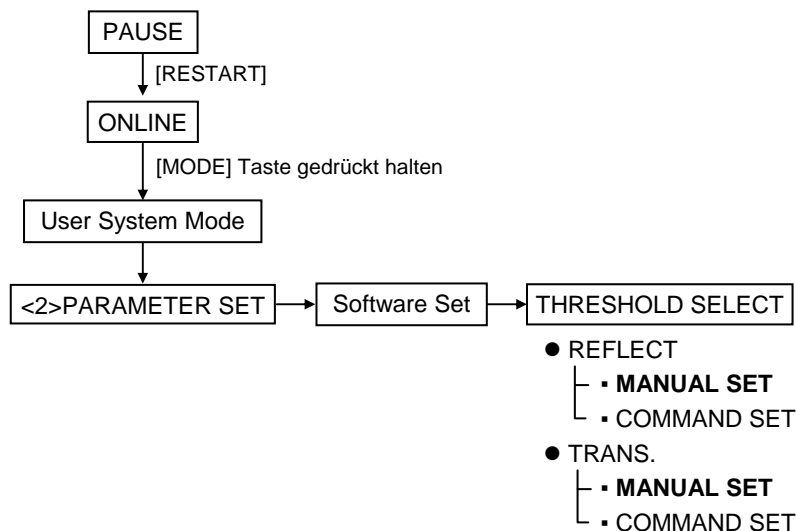 PAUSE
[RESTART]
ONLINE
[MODE] Taste gedrückt halten
User System Mode
<2>PARAMETER SET
Software Set
THRESHOLD SELECT
● REFLECT
▪ MANUAL SET
▪ COMMAND SET
● TRANS.
▪ MANUAL SET
▪ COMMAND SET